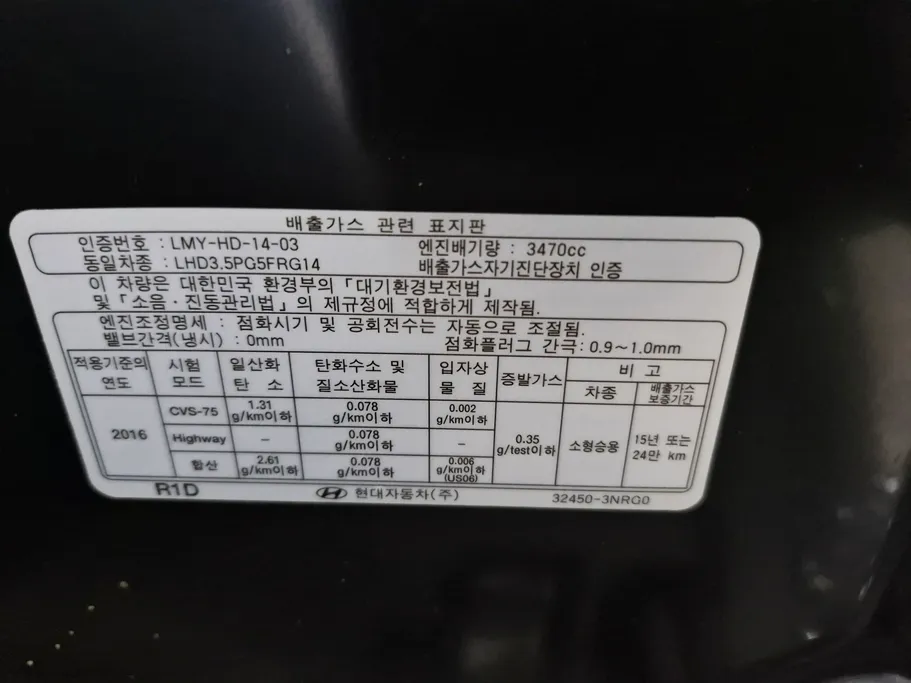 배출가스 관련 표지판
인증번호 : LMY-HD-14-03 엔진배기량 : 3470cc
동일차종 : LHD3.5PG5FRG14 배출가스자기진단장치 인증
이 차량은 대한민국 환경부의 「대기환경보전법」
및 「소음·진동관리법」의 제규정에 적합하게 제작됨.
엔진조정명세 : 점화시기 및 공회전수는 자동으로 조절됨.
밸브간격(냉시) : 0mm 점화플러그 간극: 0.9~1.0mm
적용기준의 연도 시험 모드 일산화 탄 소 탄화수소 및 질소산화물 입자상 물 질 증발가스 비 고
차종 배출가스 보증기간
2016 CVS-75 1.31 g/km이하 0.078 g/km이하 0.002 g/km이하 0.35 g/test이하 소형승용 15년 또는 24만 km
Highway - 0.078 g/km이하 -
합산 2.61 g/km이하 0.078 g/km이하 0.006 g/km이하 (US06)
R1D 현대자동차(주) 32450-3NRG0